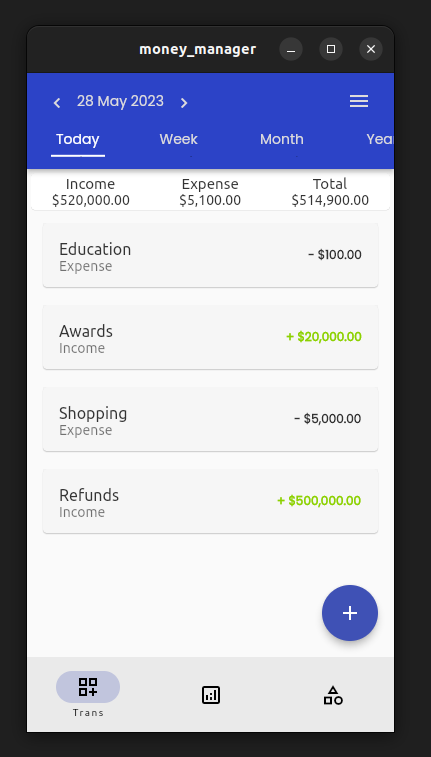 money_manager
28 May 2023
Today Week Month Year
Income Expense Total
$520,000.00 $5,100.00 $514,900.00
Education
Expense
- $100.00
Awards
Income
+ $20,000.00
Shopping
Expense
- $5,000.00
Refunds
Income
+ $500,000.00
Trans